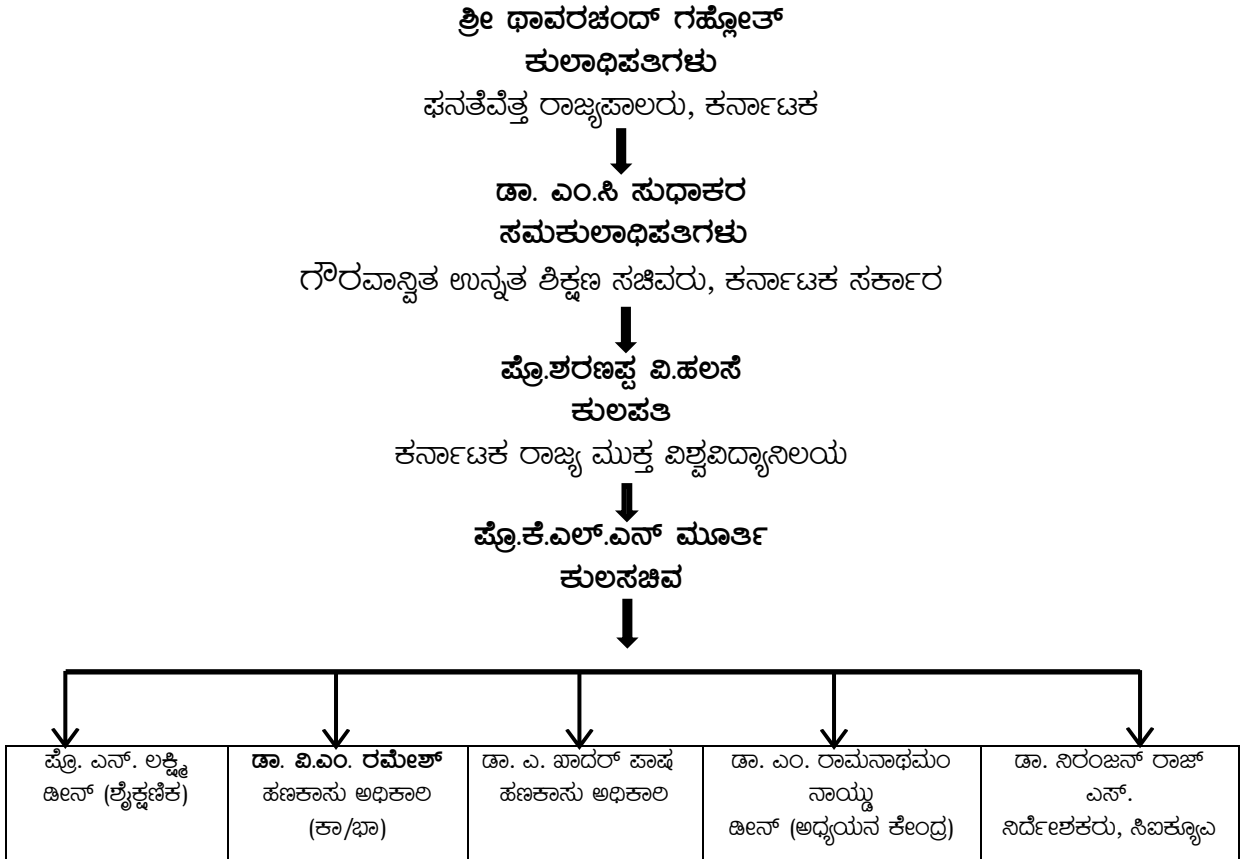 ಶ್ರೀ ಥಾವರಚಂದ್ ಗಹ್ಲೋತ್
ಕುಲಾಧಿಪತಿಗಳು
ಘನತೆವೆತ್ತ ರಾಜ್ಯಪಾಲರು, ಕರ್ನಾಟಕ
ಡಾ. ಎಂ.ಸಿ ಸುಧಾಕರ
ಸಮಕುಲಾಧಿಪತಿಗಳು
ಗೌರವಾನ್ವಿತ ಉನ್ನತ ಶಿಕ್ಷಣ ಸಚಿವರು, ಕರ್ನಾಟಕ ಸರ್ಕಾರ
ಪ್ರೊ.ಶರಣಪ್ಪ ವಿ.ಹಲಸೆ
ಕುಲಪತಿ
ಕರ್ನಾಟಕ ರಾಜ್ಯ ಮುಕ್ತ ವಿಶ್ವವಿದ್ಯಾನಿಲಯ
ಪ್ರೊ.ಕೆ.ಎಲ್.ಎನ್ ಮೂರ್ತಿ
ಕುಲಸಚಿವ
ಪ್ರೊ. ಎನ್. ಲಕ್ಷ್ಮಿ
ಡೀನ್ (ಶೈಕ್ಷಣಿಕ)
ಡಾ. ವಿ.ಎಂ. ರಮೇಶ್
ಹಣಕಾಸು ಅಧಿಕಾರಿ
(ಕಾ/ಭಾ)
ಡಾ. ಎ. ಖಾದರ್ ಪಾಷ
ಹಣಕಾಸು ಅಧಿಕಾರಿ
ಡಾ. ಎಂ. ರಾಮನಾಥಮಂ
ನಾಯ್ಡು
ಡೀನ್ (ಅಧ್ಯಯನ ಕೇಂದ್ರ)
ಡಾ. ನಿರಂಜನ್ ರಾಜ್
ಎಸ್.
ನಿರ್ದೇಶಕರು, ಸಿಐಕ್ಯೂಎ